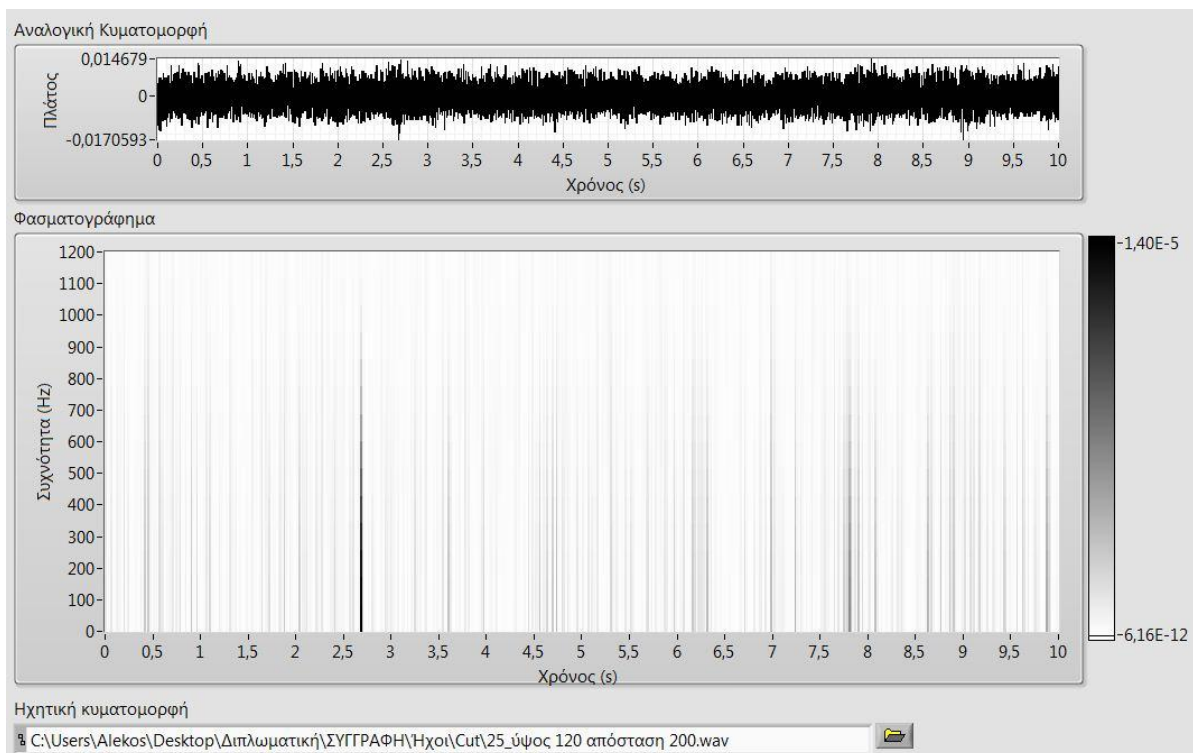 Αναλογική Κυματομορφή
0,014679
0
-0,0170593
Πλάτος
0 0,5 1 1,5 2 2,5 3 3,5 4 4,5 5 5,5 6 6,5 7 7,5 8 8,5 9 9,5 10
Χρόνος (s)
Φασματογράφημα
1200
1100
1000
900
800
700
600
500
400
300
200
100
0
Συχνότητα (Hz)
0 0,5 1 1,5 2 2,5 3 3,5 4 4,5 5 5,5 6 6,5 7 7,5 8 8,5 9 9,5 10
Χρόνος (s)
1,40E-5
6,16E-12
Ηχητική κυματομορφή
C:\Users\Alekos\Desktop\Διπλωματική\ΣΥΓΓΡΑΦΗ\Ήχοι\Cut\25_ύψος 120 απόσταση 200.wav